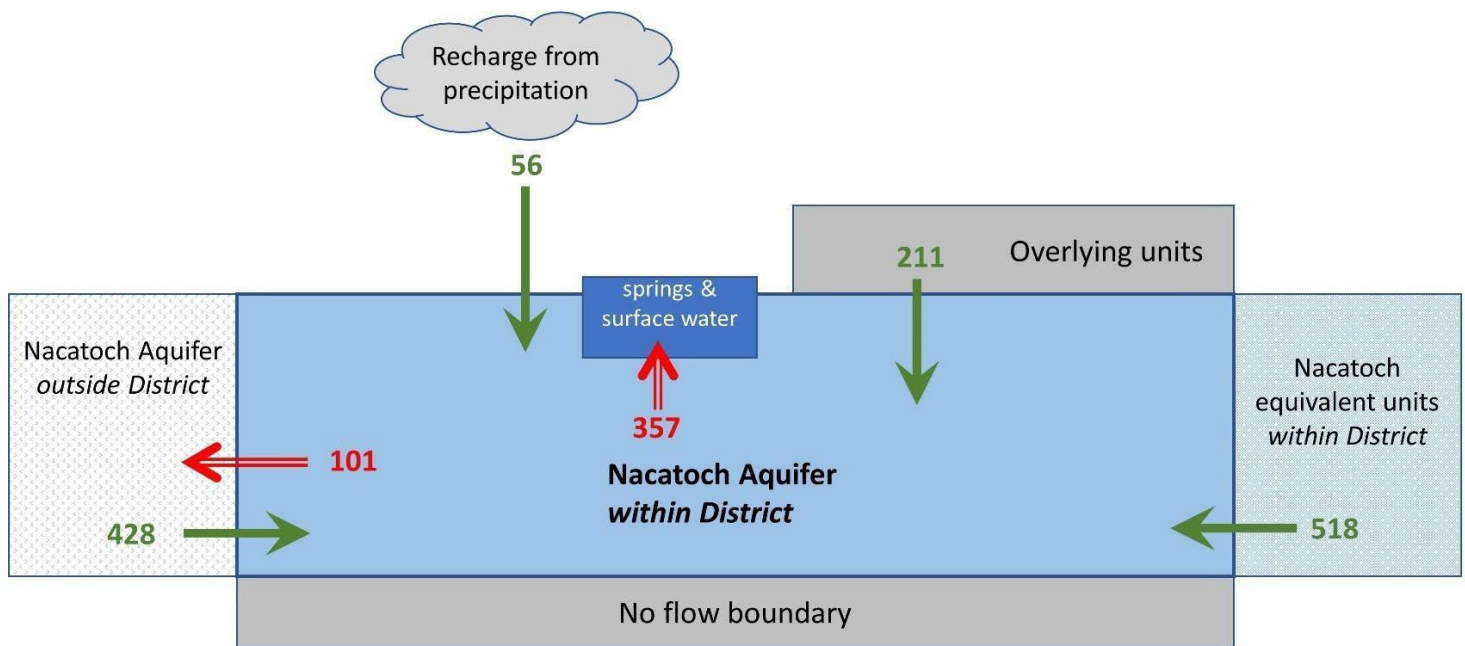 Recharge from
precipitation
56
211
Overlying units
springs &
surface water
Nacatoch Aquifer
outside District
357
101
Nacatoch Aquifer
within District
Nacatoch
equivalent units
within District
428
518
No flow boundary